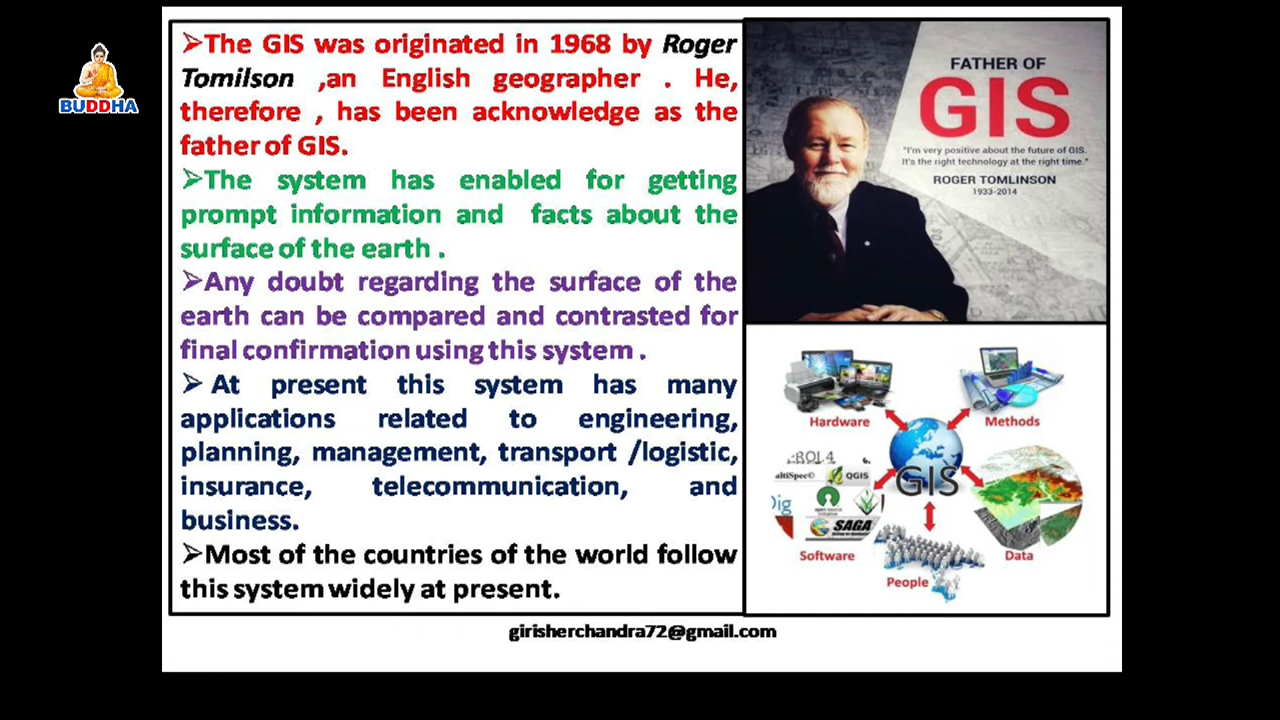 BUDDHA
➢The GIS was originated in 1968 by Roger
Tomilson ,an English geographer . He,
therefore , has been acknowledge as the
father of GIS.
➢The system has enabled for getting
prompt information and facts about the
surface of the earth .
➢Any doubt regarding the surface of the
earth can be compared and contrasted for
final confirmation using this system .
➢ At present this system has many
applications related to engineering,
planning, management, transport /logistic,
insurance, telecommunication, and
business.
➢Most of the countries of the world follow
this system widely at present.
FATHER OF
GIS
"I'm very positive about the future of GIS.
It's the right technology at the right time."
ROGER TOMLINSON
1933-2014
Hardware
Methods
GIS
altiSpec©
QGIS
open source
initiative
SAGA
Software
Data
People
girisherchandra72@gmail.com